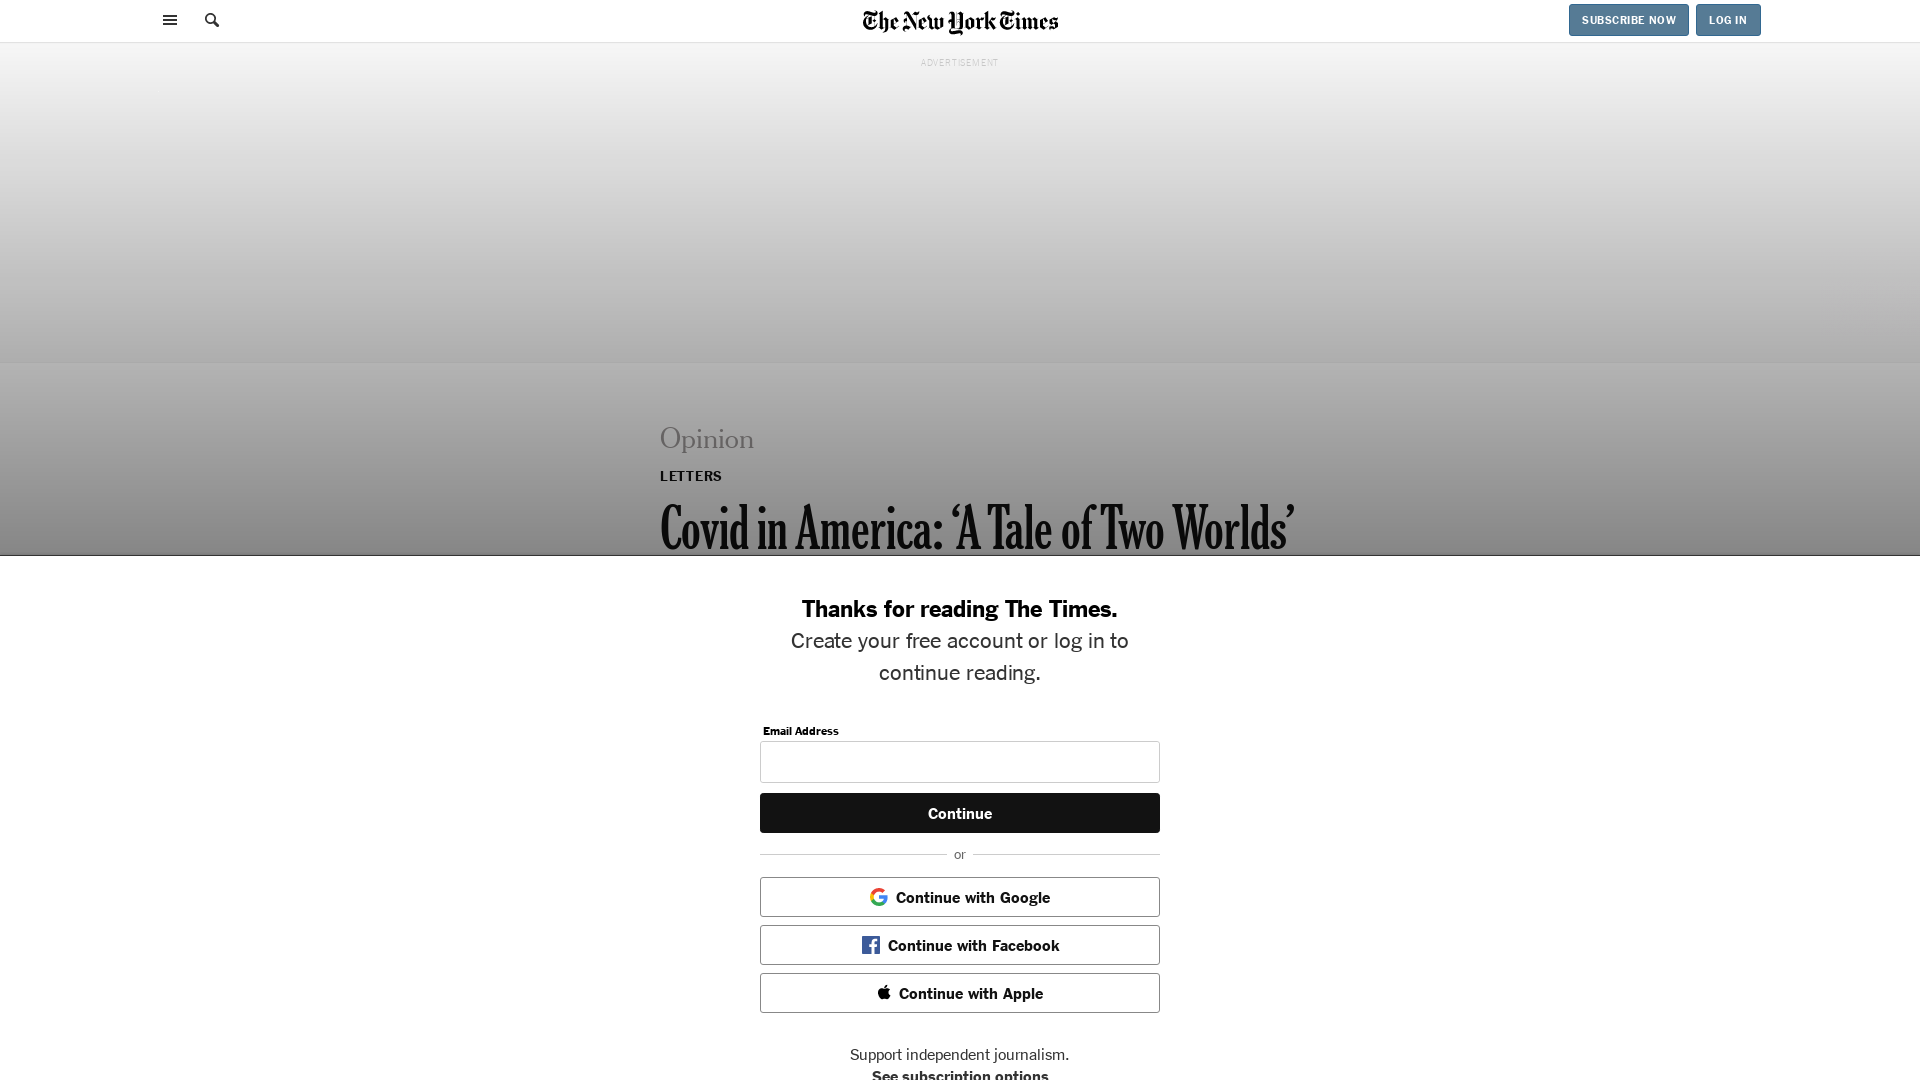 The New York Times
SUBSCRIBE NOW
LOG IN
ADVERTISEMENT
Opinion
LETTERS
Covid in America: ‘A Tale of Two Worlds’
Thanks for reading The Times.
Create your free account or log in to
continue reading.
Email Address
Continue
or
Continue with Google
Continue with Facebook
Continue with Apple
Support independent journalism.
See subscription options